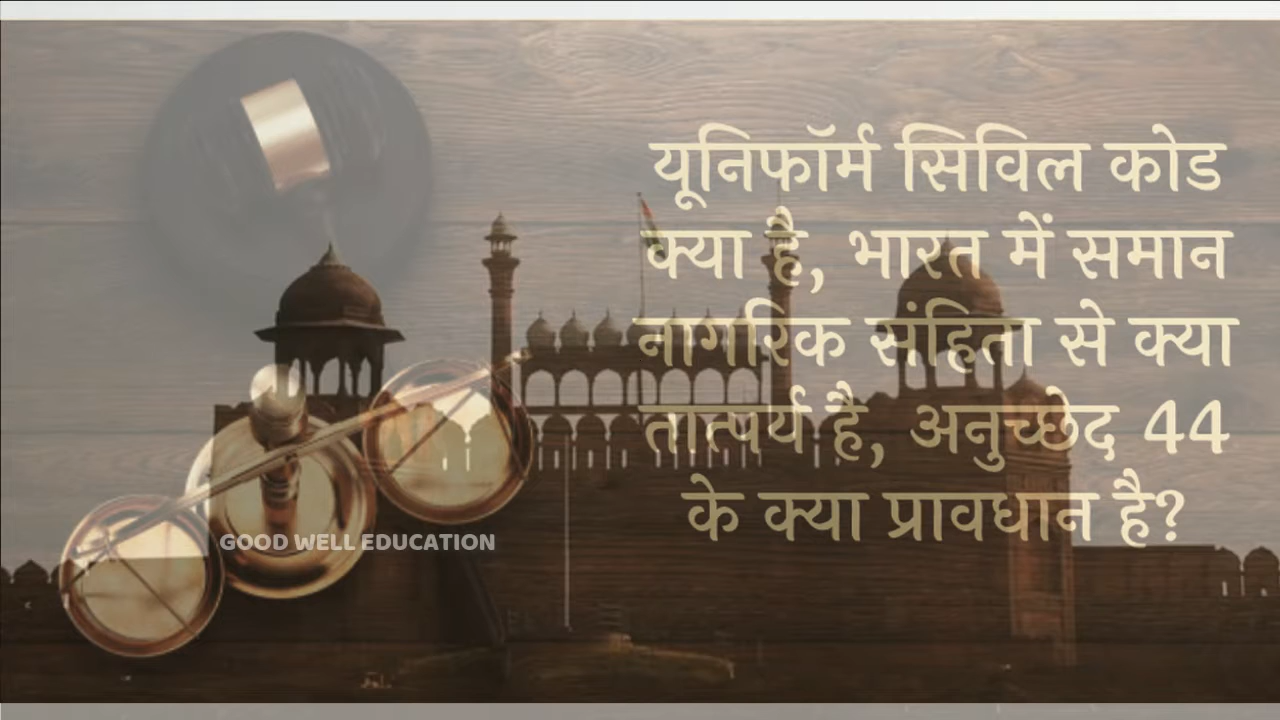 यूनिफॉर्म सिविल कोड
क्या है, भारत में समान
नागरिक संहिता से क्या
तात्पर्य है, अनुच्छेद 44
के क्या प्रावधान है?
GOOD WELL EDUCATION